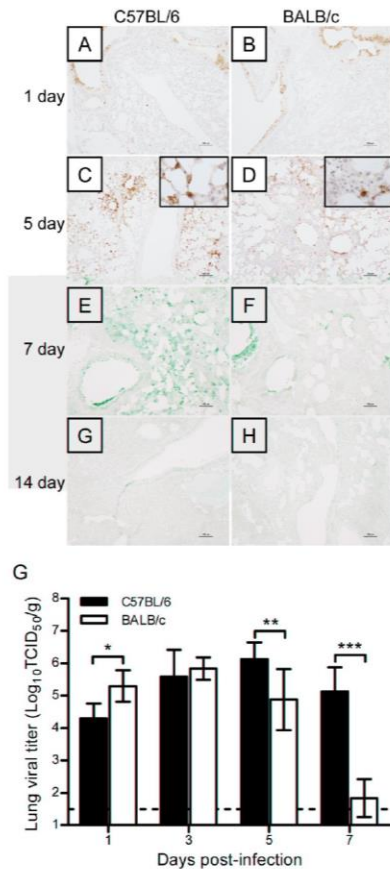 C57BL/6 BALB/c
1 day A B
5 day C D
7 day E F
14 day G H
G
C57BL/6
BALB/c
Lung viral titer (Log10TCID50/g)
8
7
6
5
4
3
2
1
* ** ***
1 3 5 7
Days post-infection